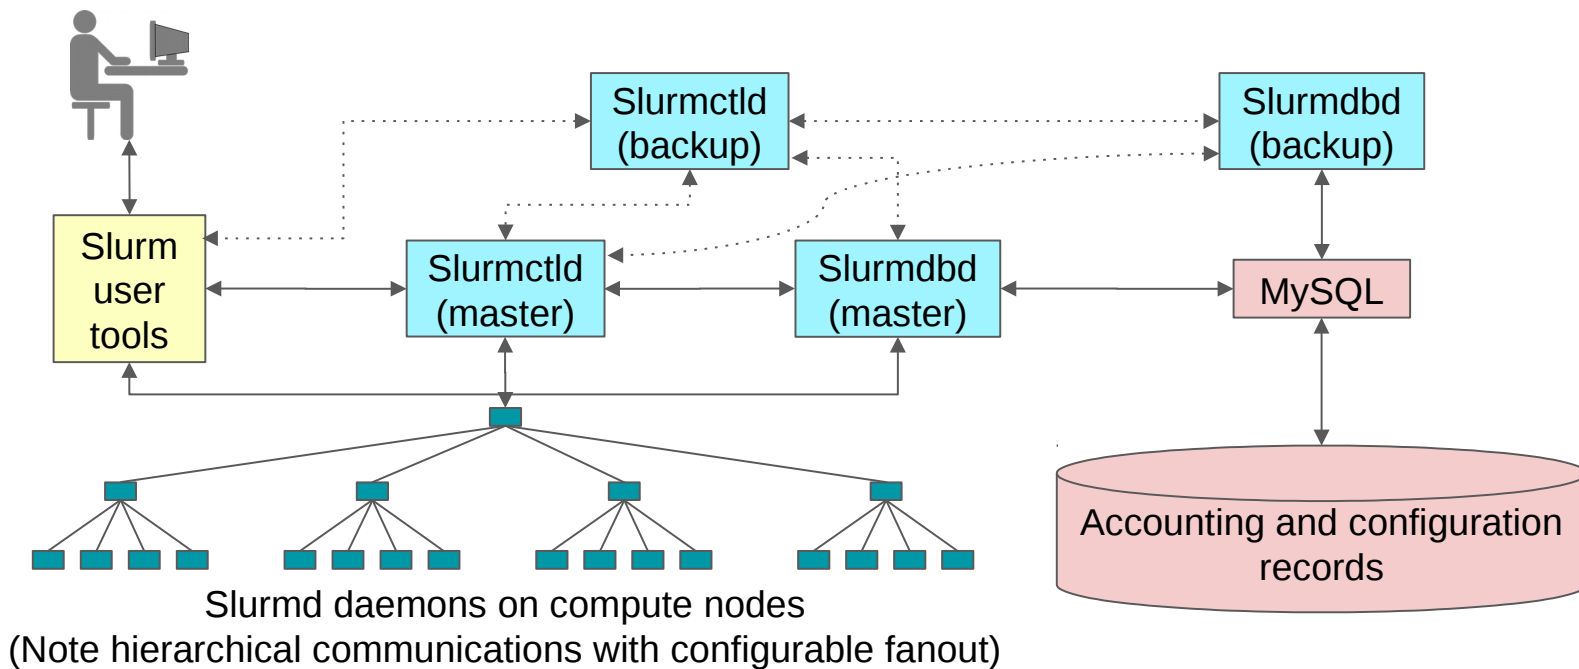 Slurmctld
(backup)
Slurmdbd
(backup)
Slurm
user
tools
Slurmctld
(master)
Slurmdbd
(master)
MySQL
Accounting and configuration
records
Slurmd daemons on compute nodes
(Note hierarchical communications with configurable fanout)